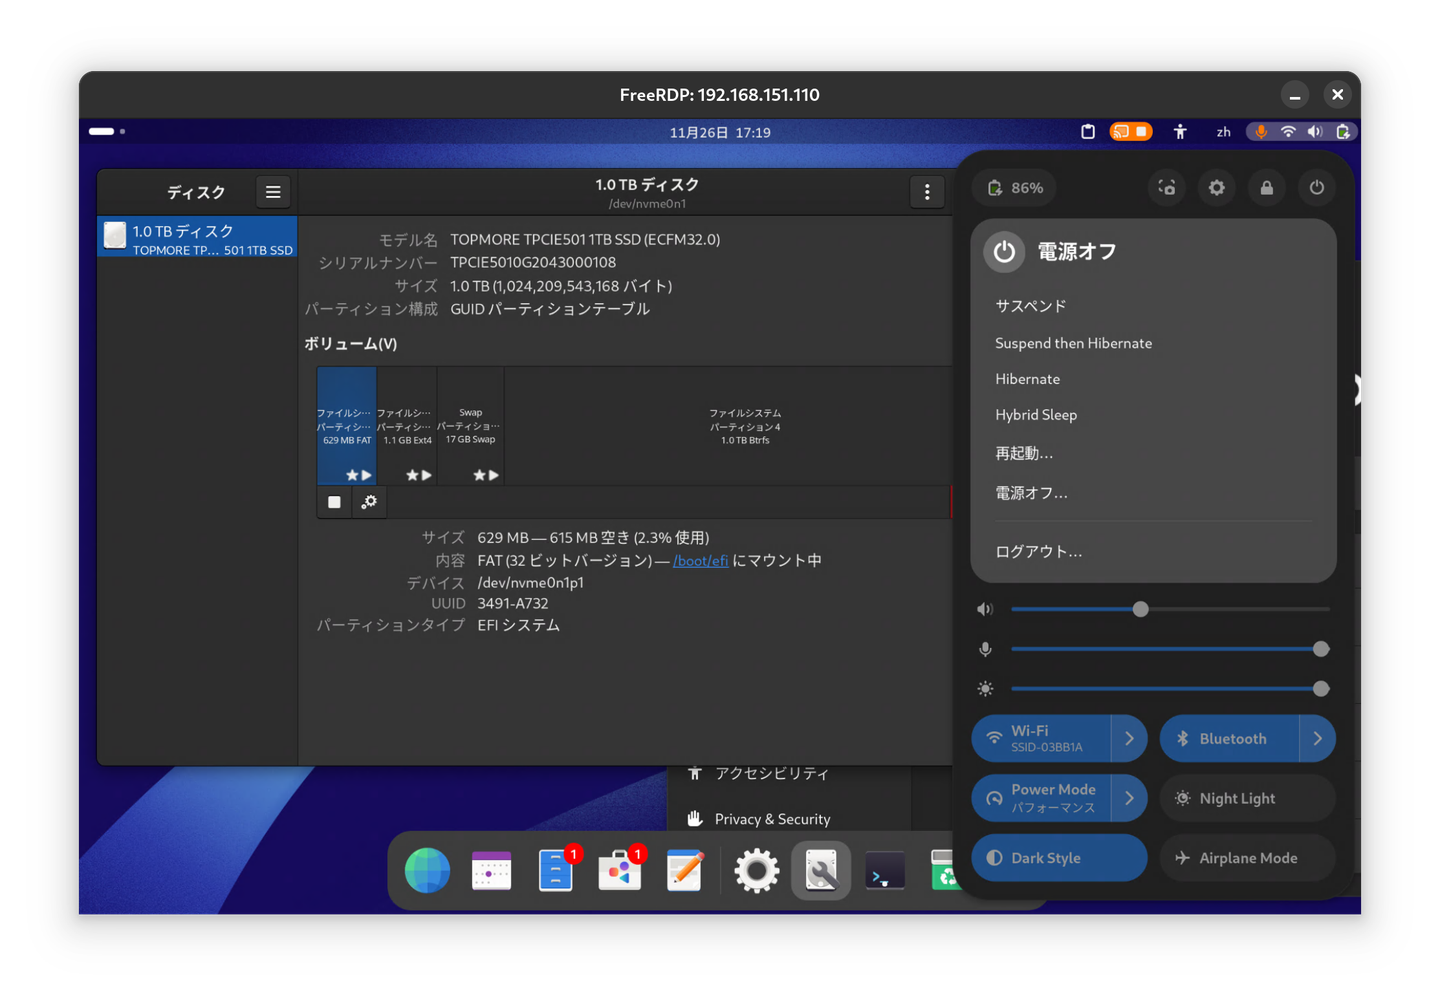 FreeRDP: 192.168.151.110
11月26日 17:19
zh
ディスク
1.0 TB ディスク
/dev/nvme0n1
1.0 TB ディスク
TOPMORE TP... 501 1TB SSD
モデル名 TOPMORE TPCIE501 1TB SSD (ECFM32.0)
シリアルナンバー TPCIE5010G2043000108
サイズ 1.0 TB (1,024,209,543,168 バイト)
パーティション構成 GUID パーティションテーブル
ボリューム(V)
ファイルシ…
パーティシ…
629 MB FAT
ファイルシ…
パーティシ…
1.1 GB Ext4
Swap
パーティショ…
17 GB Swap
ファイルシステム
パーティション 4
1.0 TB Btrfs
サイズ 629 MB — 615 MB 空き (2.3% 使用)
内容 FAT (32 ビットバージョン) — /boot/efi にマウント中
デバイス /dev/nvme0n1p1
UUID 3491-A732
パーティションタイプ EFI システム
アクセシビリティ
Privacy & Security
1
1
86%
電源オフ
サスペンド
Suspend then Hibernate
Hibernate
Hybrid Sleep
再起動...
電源オフ...
ログアウト...
Wi-Fi
SSID-03BB1A
Bluetooth
Power Mode
パフォーマンス
Night Light
Dark Style
Airplane Mode